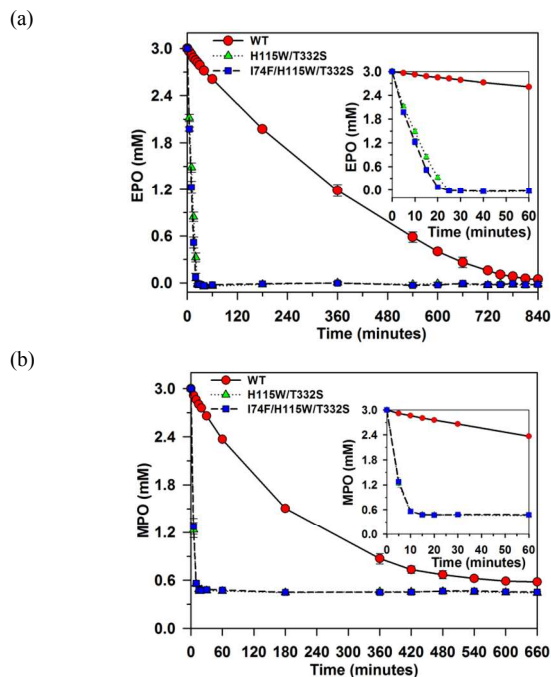 (a)
WT
H115W/T332S
I74F/H115W/T332S
3.0
2.4
1.8
1.2
0.6
0.0
EPO (mM)
3.0
2.4
1.8
1.2
0.6
0.0
EPO (mM)
0 10 20 30 40 50 60
Time (minutes)
0 120 240 360 480 600 720 840
Time (minutes)
(b)
WT
H115W/T332S
I74F/H115W/T332S
3.0
2.4
1.8
1.2
0.6
0.0
MPO (mM)
3.0
2.4
1.8
1.2
0.6
0.0
MPO (mM)
0 10 20 30 40 50 60
Time (minutes)
0 60 120 180 240 300 360 420 480 540 600 660
Time (minutes)